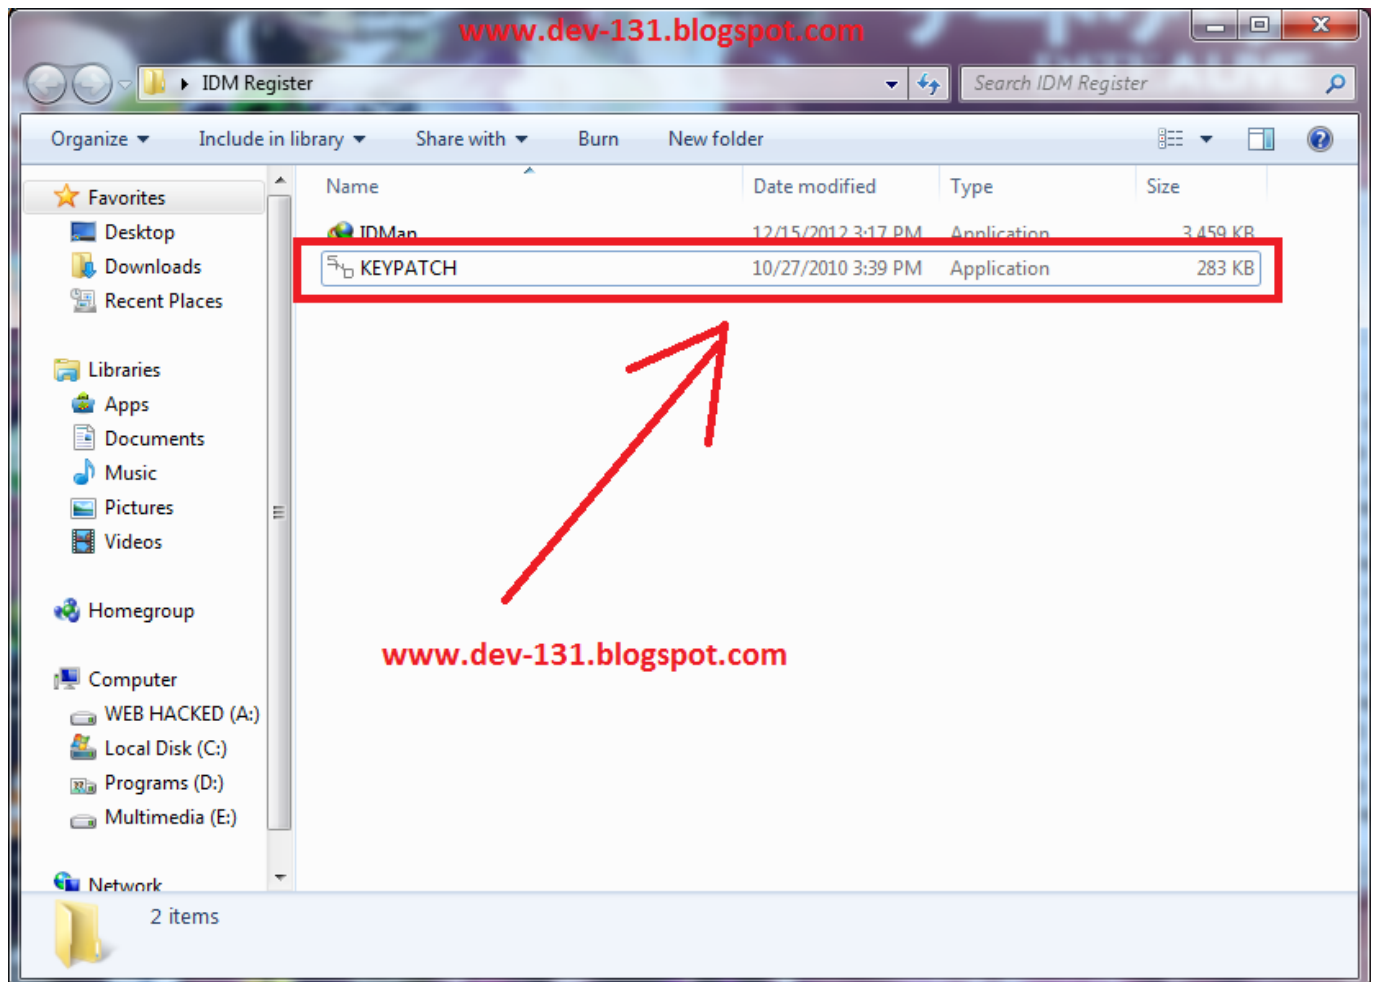 www.dev-131.blogspot.com
IDM Register
Search IDM Register
Organize
Include in library
Share with
Burn
New folder
Name
Date modified
Type
Size
Favorites
Desktop
Downloads
Recent Places
Libraries
Apps
Documents
Music
Pictures
Videos
Homegroup
Computer
WEB HACKED (A:)
Local Disk (C:)
Programs (D:)
Multimedia (E:)
Network
IDMan 12/15/2012 3:17 PM Application 3,459 KB
KEYPATCH 10/27/2010 3:39 PM Application 283 KB
www.dev-131.blogspot.com
2 items